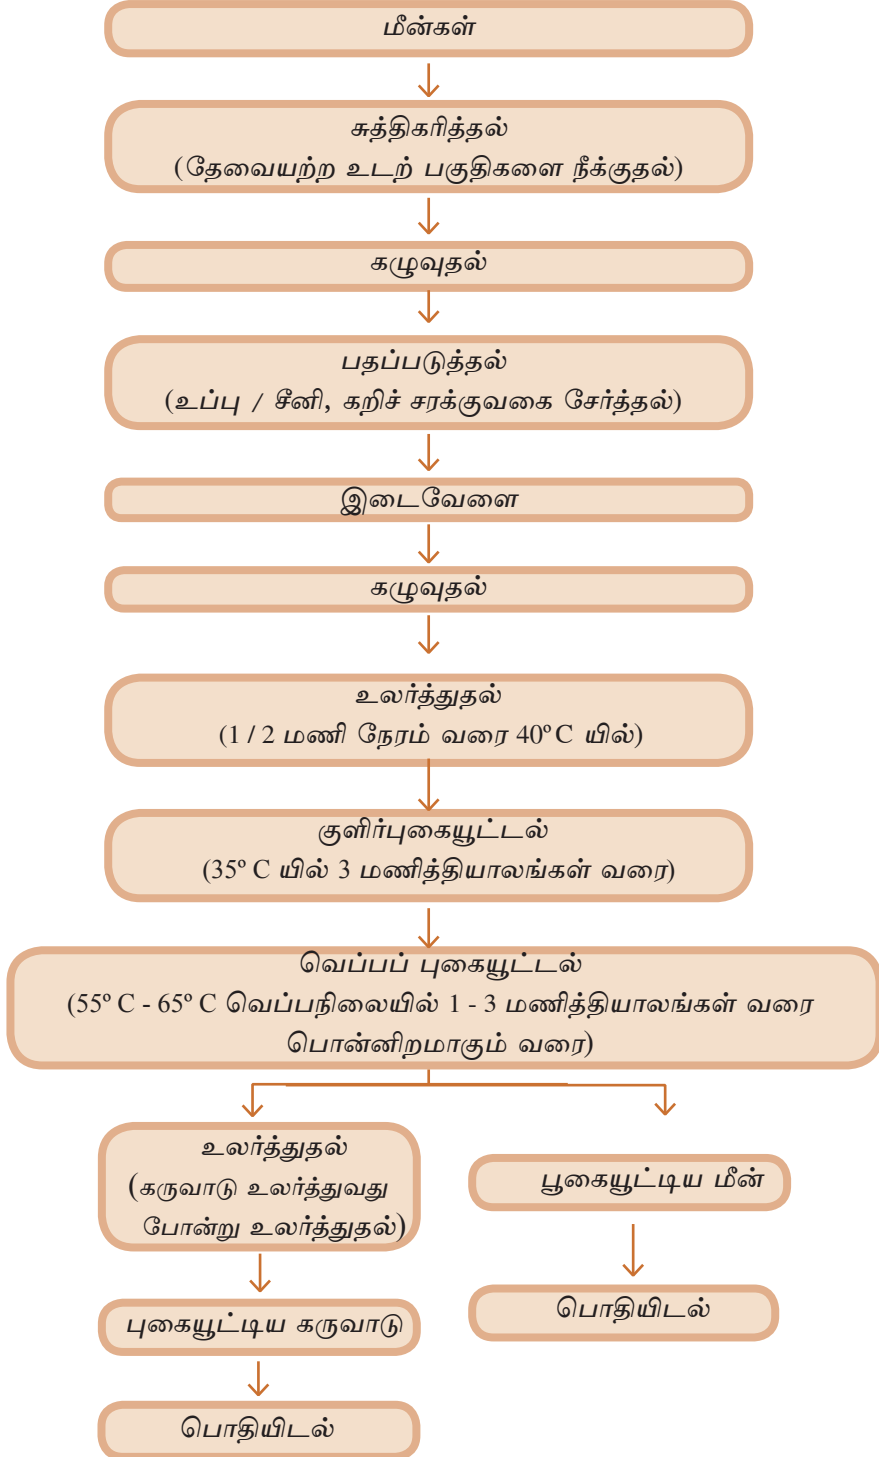 மீன்கள்
சுத்திகரித்தல்
(தேவையற்ற உடற் பகுதிகளை நீக்குதல்)
கழுவுதல்
பதப்படுத்தல்
(உப்பு / சீனி, கறிச் சரக்குவகை சேர்த்தல்)
இடைவேளை
கழுவுதல்
உலர்த்துதல்
(1 / 2 மணி நேரம் வரை 40º C யில்)
குளிர்புகையூட்டல்
(35º C யில் 3 மணித்தியாலங்கள் வரை)
வெப்பப் புகையூட்டல்
(55º C - 65º C வெப்பநிலையில் 1 - 3 மணித்தியாலங்கள் வரை
பொன்னிறமாகும் வரை)
உலர்த்துதல்
(கருவாடு உலர்த்துவது
போன்று உலர்த்துதல்)
புகையூட்டிய கருவாடு
பொதியிடல்
பூகையூட்டிய மீன்
பொதியிடல்